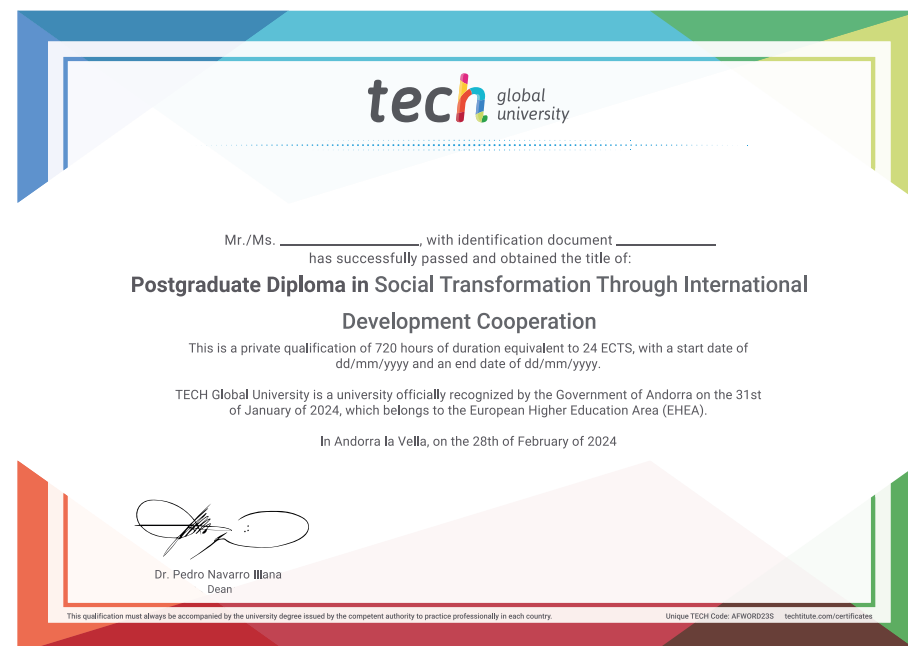 tech global university
Mr./Ms. ____________, with identification document ____________
has successfully passed and obtained the title of:
Postgraduate Diploma in Social Transformation Through International
Development Cooperation
This is a private qualification of 720 hours of duration equivalent to 24 ECTS, with a start date of
dd/mm/yyyy and an end date of dd/mm/yyyy.
TECH Global University is a university officially recognized by the Government of Andorra on the 31st
of January of 2024, which belongs to the European Higher Education Area (EHEA).
In Andorra la Vella, on the 28th of February of 2024
Dr. Pedro Navarro Illana
Dean
This qualification must always be accompanied by the university degree issued by the competent authority to practice professionally in each country. Unique TECH Code: AFWORD23S techtitute.com/certificates